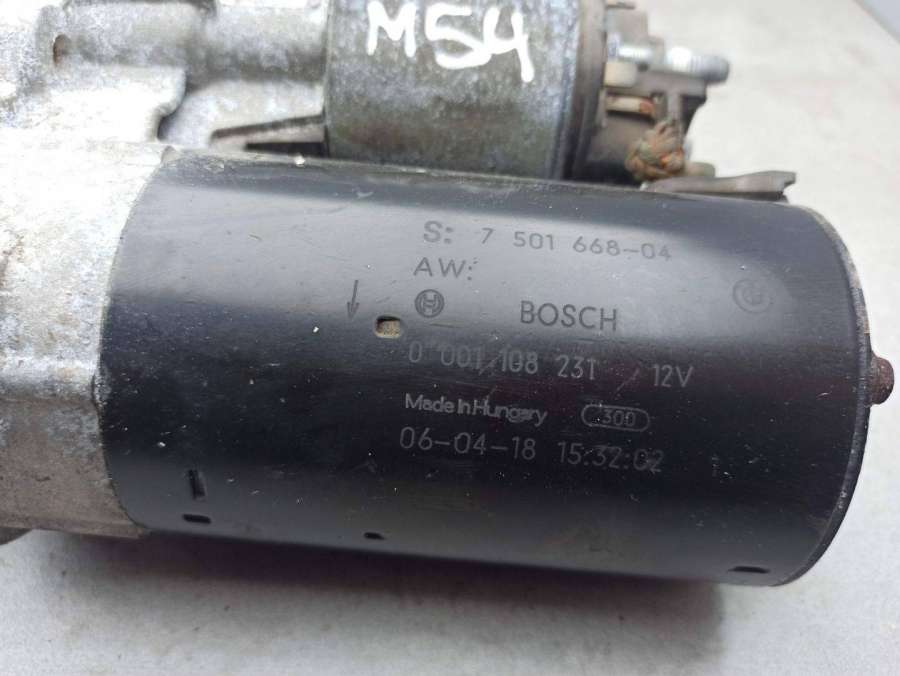 M54
S: 7 501 668-04
AW:
BOSCH
0 001 108 231 12V
Made in Hungary 300
06-04-18 15:32:02